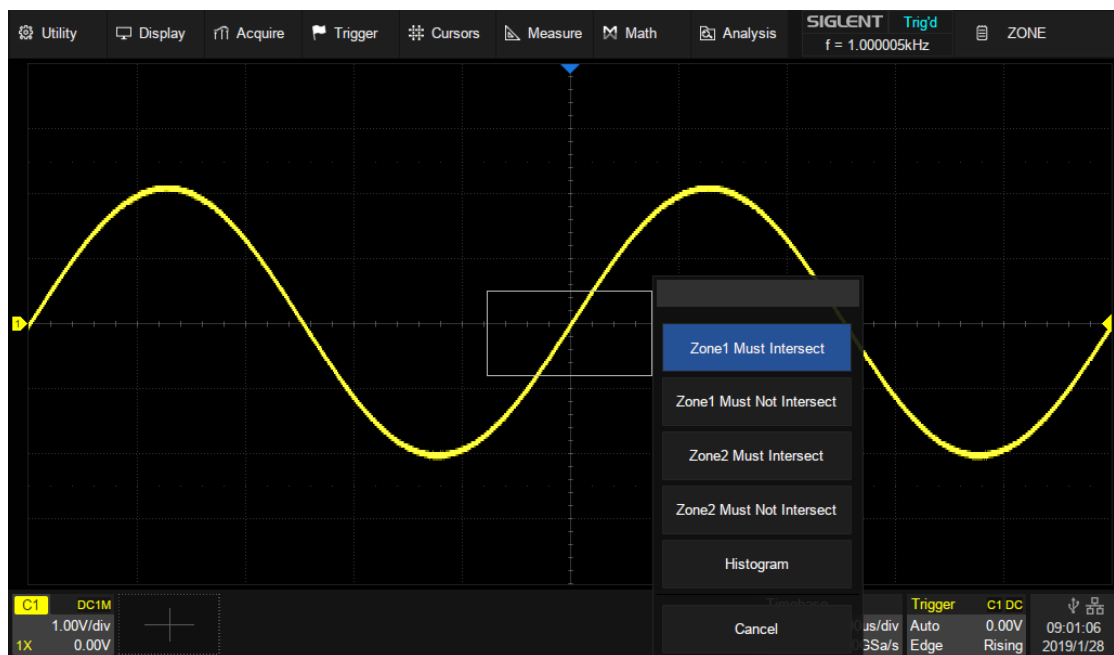 Utility Display Acquire Trigger Cursors Measure Math Analysis SIGLENT Trig'd ZONE
f = 1.000005kHz
1
Zone1 Must Intersect
Zone1 Must Not Intersect
Zone2 Must Intersect
Zone2 Must Not Intersect
Histogram
Cancel
C1 DC1M
1.00V/div
1X 0.00V
Timebase
us/div
GSa/s
Trigger C1 DC
Auto 0.00V
Edge Rising
09:01:06
2019/1/28